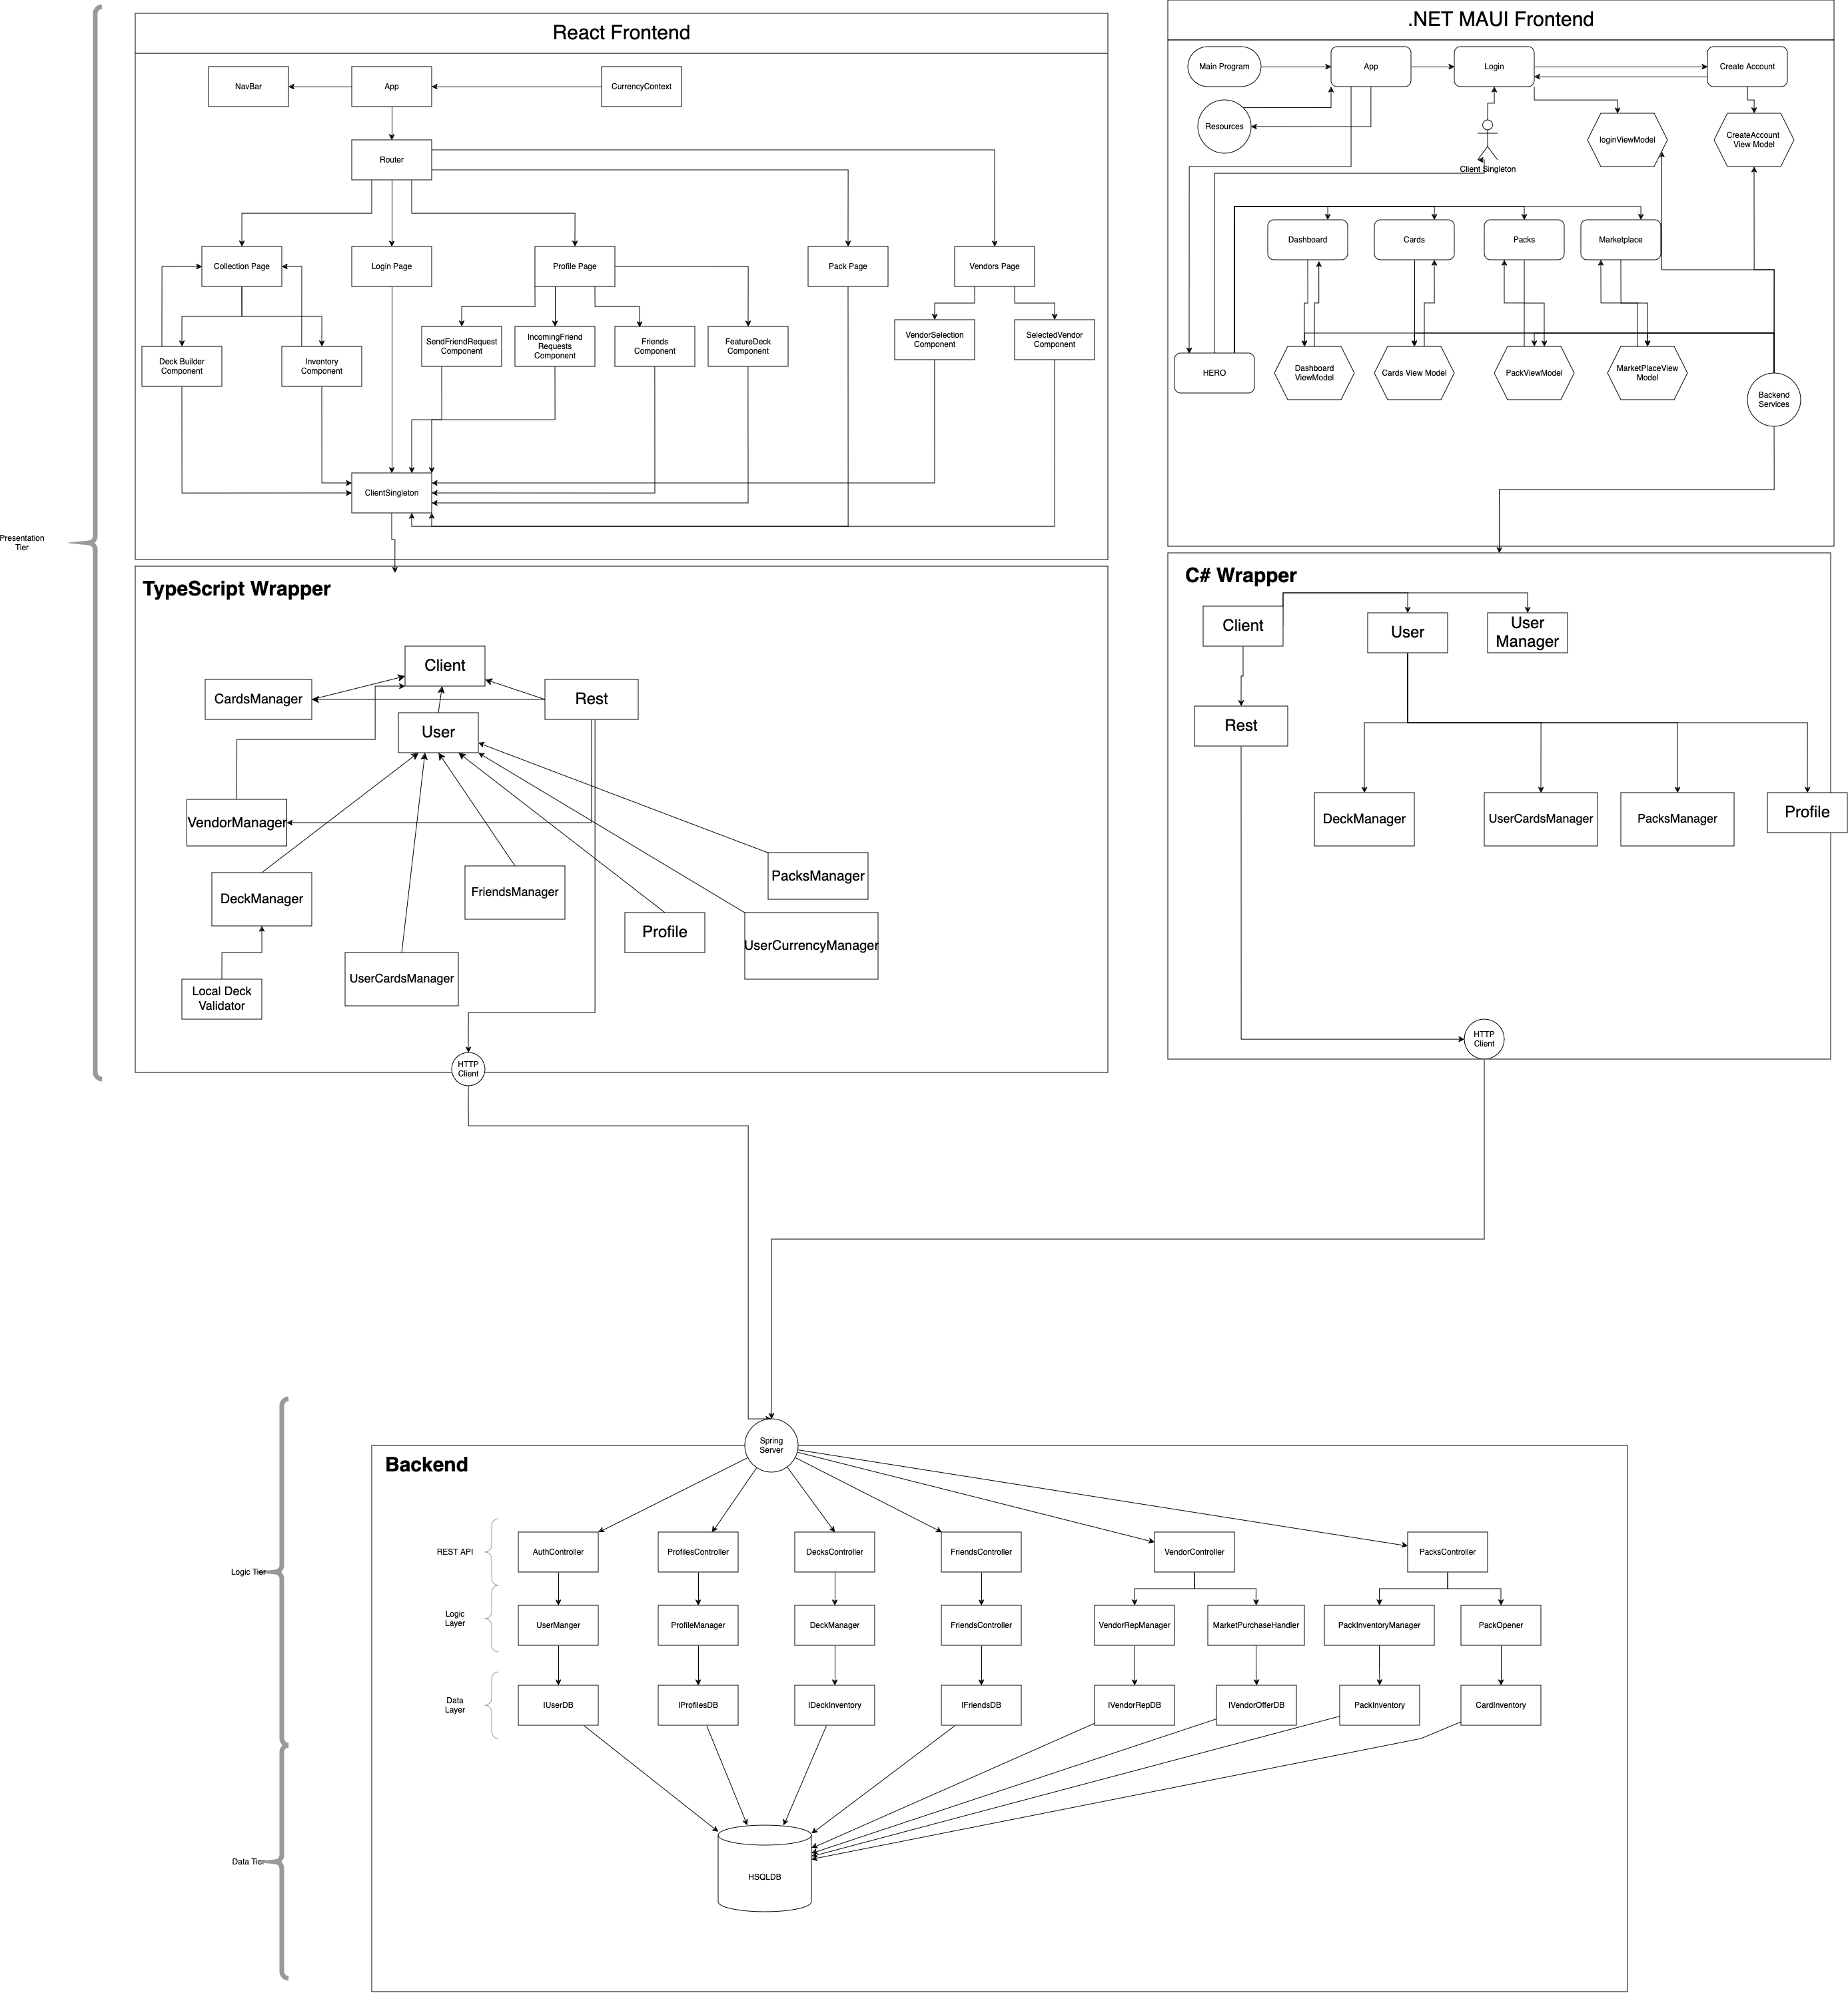 React Frontend
NavBar
App
CurrencyContext
Router
Collection Page
Login Page
Profile Page
Pack Page
Vendors Page
SendFriendRequest
Component
IncomingFriend
Requests
Component
Friends
Component
FeatureDeck
Component
VendorSelection
Component
SelectedVendor
Component
Deck Builder
Component
Inventory
Component
ClientSingleton
.NET MAUI Frontend
Main Program
App
Login
Create Account
Resources
Client Singleton
loginViewModel
CreateAccount
View Model
Dashboard
Cards
Packs
Marketplace
HERO
Dashboard
ViewModel
Cards View Model
PackViewModel
MarketPlaceView
Model
Backend
Services
Presentation
Tier
TypeScript Wrapper
Client
CardsManager
Rest
User
VendorManager
DeckManager
FriendsManager
PacksManager
Profile
UserCurrencyManager
UserCardsManager
Local Deck
Validator
HTTP
Client
C# Wrapper
Client
User
User
Manager
Rest
DeckManager
UserCardsManager
PacksManager
Profile
HTTP
Client
Spring
Server
Backend
Logic Tier
REST API
AuthController
ProfilesController
DecksController
FriendsController
VendorController
PacksController
Logic
Layer
UserManger
ProfileManager
DeckManager
FriendsController
VendorRepManager
MarketPurchaseHandler
PackInventoryManager
PackOpener
Data
Layer
IUserDB
IProfilesDB
IDeckInventory
IFriendsDB
IVendorRepDB
IVendorOfferDB
PackInventory
CardInventory
Data Tier
HSQLDB